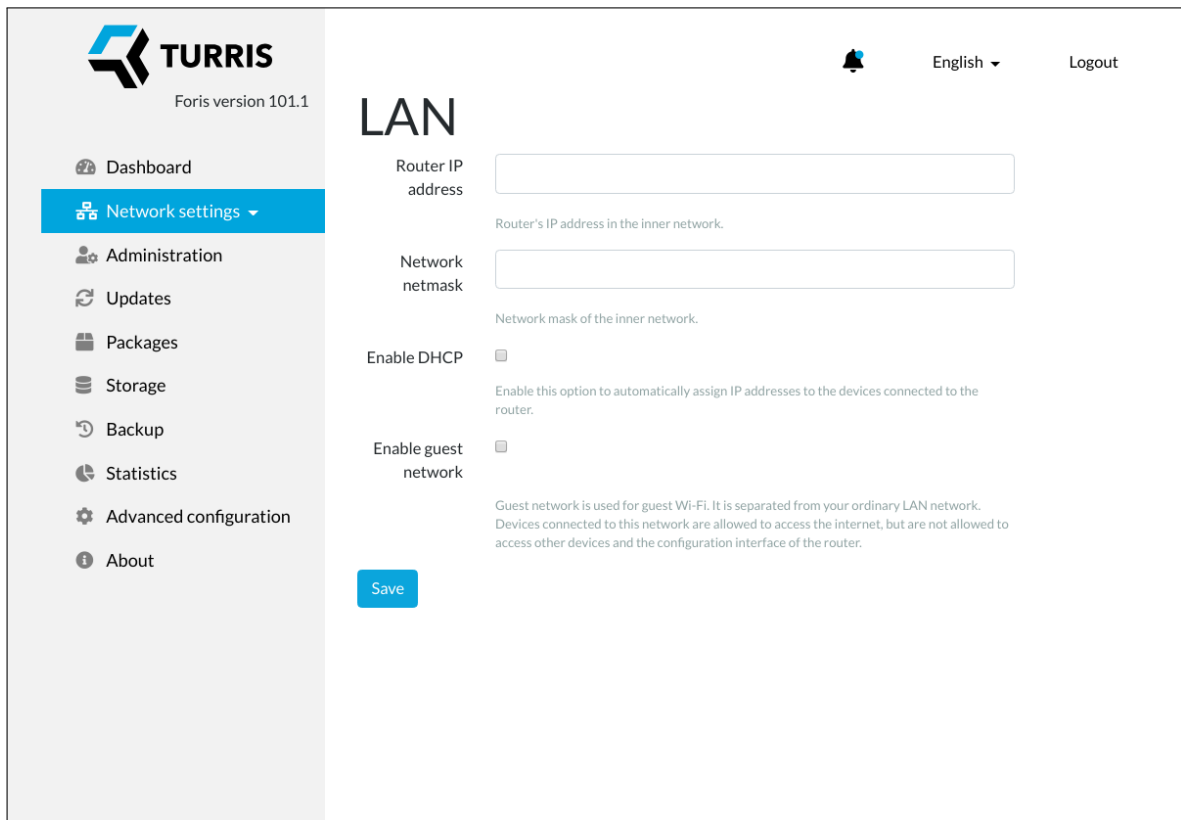 TURRIS
Foris version 101.1
English
Logout
Dashboard
Network settings
Administration
Updates
Packages
Storage
Backup
Statistics
Advanced configuration
About
LAN
Router IP
address
Router's IP address in the inner network.
Network
netmask
Network mask of the inner network.
Enable DHCP
Enable this option to automatically assign IP addresses to the devices connected to the
router.
Enable guest
network
Guest network is used for guest Wi-Fi. It is separated from your ordinary LAN network.
Devices connected to this network are allowed to access the internet, but are not allowed to
access other devices and the configuration interface of the router.
Save